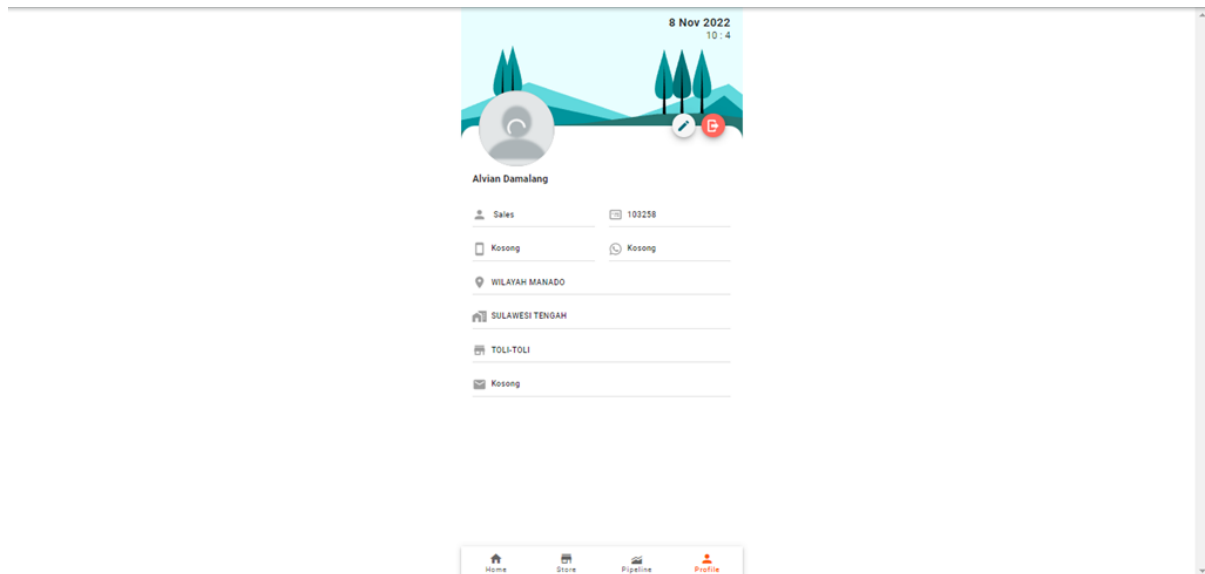 8 Nov 2022
10 : 4
Alvian Damalang
Sales
103258
Kosong
Kosong
WILAYAH MANADO
SULAWESI TENGAH
TOLI-TOLI
Kosong
Home Store Pipeline Profile